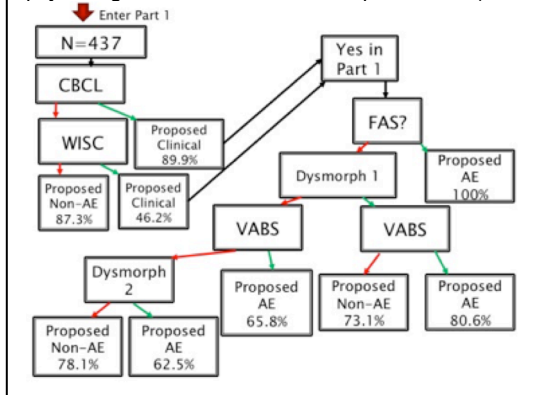 Enter Part 1
N=437
CBCL
WISC
Proposed
Clinical
89.9%
Proposed
Non-AE
87.3%
Proposed
Clinical
46.2%
Yes in
Part 1
FAS?
Proposed
AE
100%
Dysmorph 1
VABS
VABS
Dysmorph
2
Proposed
AE
65.8%
Proposed
Non-AE
73.1%
Proposed
AE
80.6%
Proposed
Non-AE
78.1%
Proposed
AE
62.5%